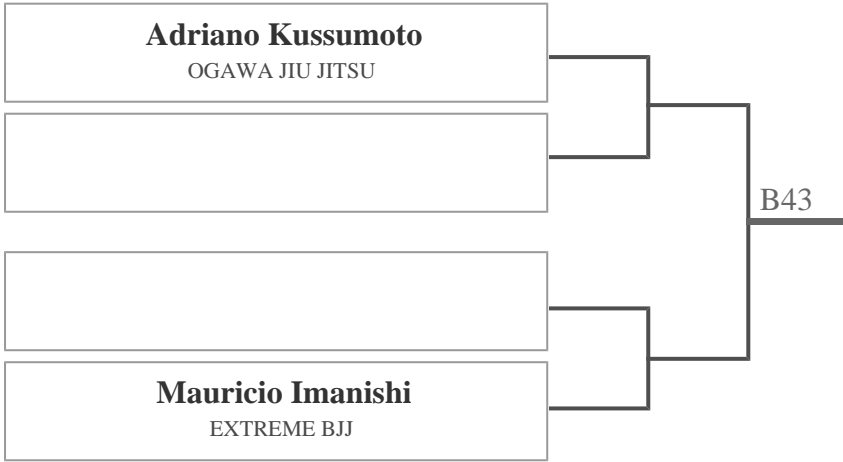 Adriano Kussumoto
OGAWA JIU JITSU
B43
Mauricio Imanishi
EXTREME BJJ